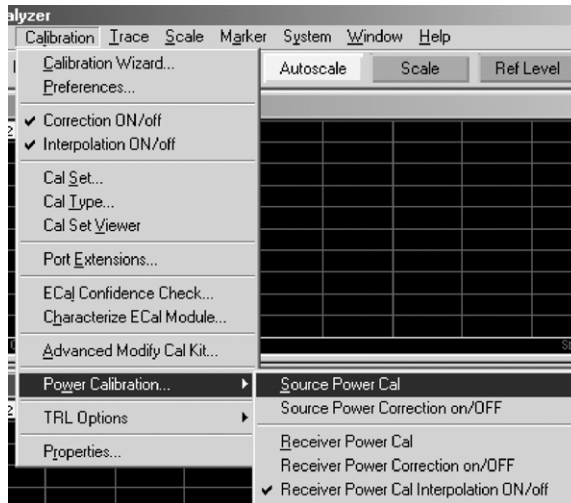 alyzer
Calibration Trace Scale Marker System Window Help
Calibration Wizard...
Preferences...
Autoscale Scale Ref Level
Correction ON/off
Interpolation ON/off
Cal Set...
Cal Type...
Cal Set Viewer
Port Extensions...
ECal Confidence Check...
Characterize ECal Module...
Advanced Modify Cal Kit...
Power Calibration...
TRL Options
Properties...
Source Power Cal
Source Power Correction on/OFF
Receiver Power Cal
Receiver Power Correction on/OFF
Receiver Power Cal Interpolation ON/off